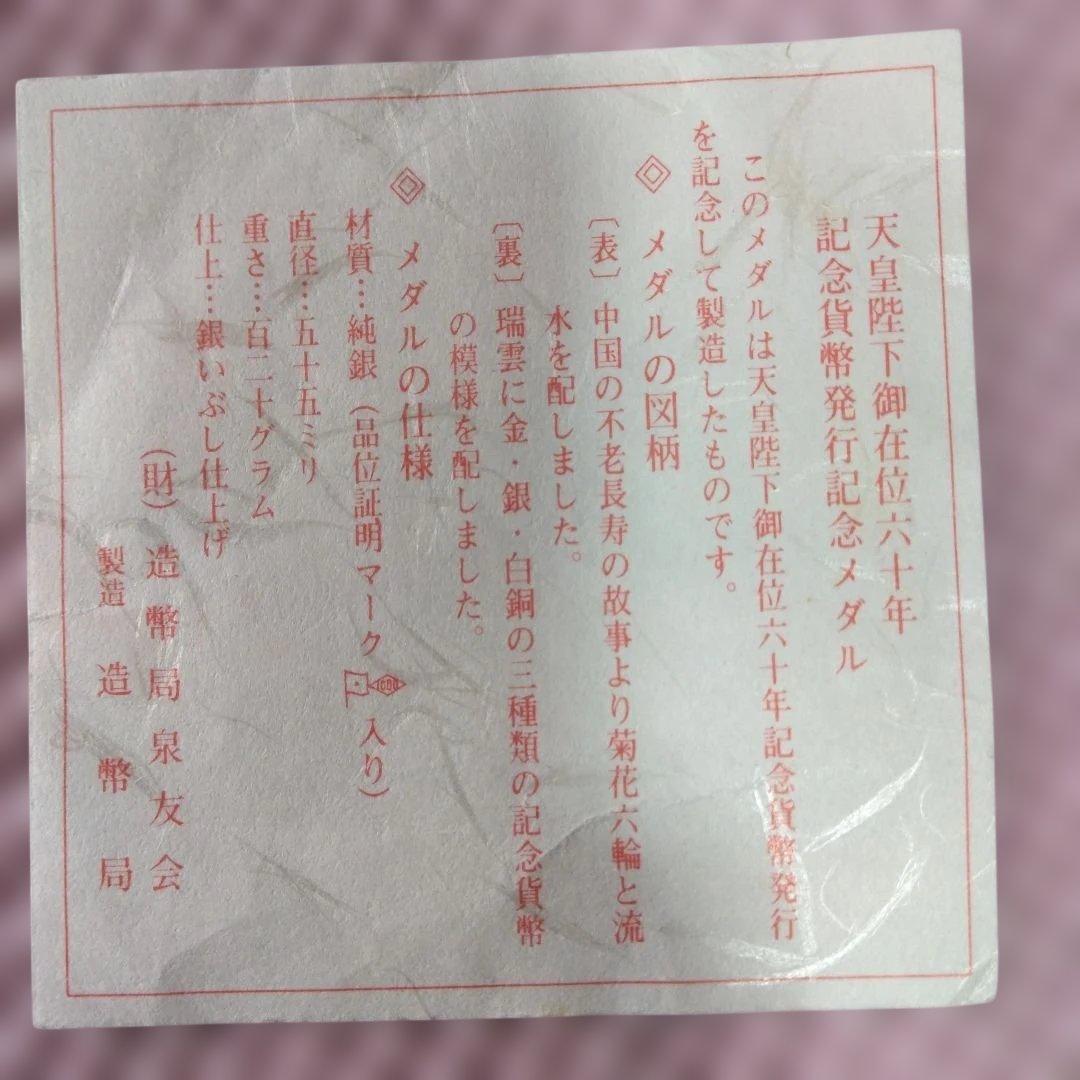 天皇陛下御在位六十年
記念貨幣発行記念メダル
このメダルは天皇陛下御在位六十年記念貨幣発行
を記念して製造したものです。
◈ メダルの図柄
〔表〕中国の不老長寿の故事より菊花六輪と流
水を配しました。
〔裏〕瑞雲に金・銀・白銅の三種類の記念貨幣
の模様を配しました。
◈ メダルの仕様
材質…純銀（品位証明マーク 1000 入り）
直径…五十五ミリ
重さ…百二十グラム
仕上…銀いぶし仕上げ
（財）造幣局泉友会
製造 造幣局